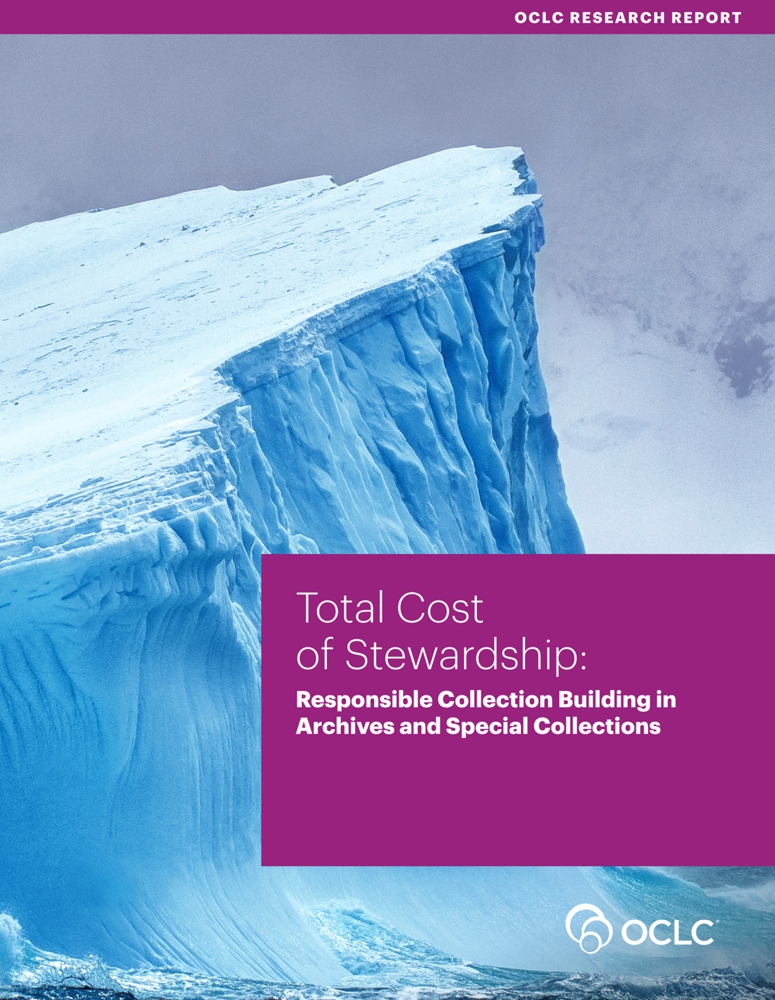 OCLC RESEARCH REPORT
Total Cost
of Stewardship:
Responsible Collection Building in
Archives and Special Collections
OCLC®